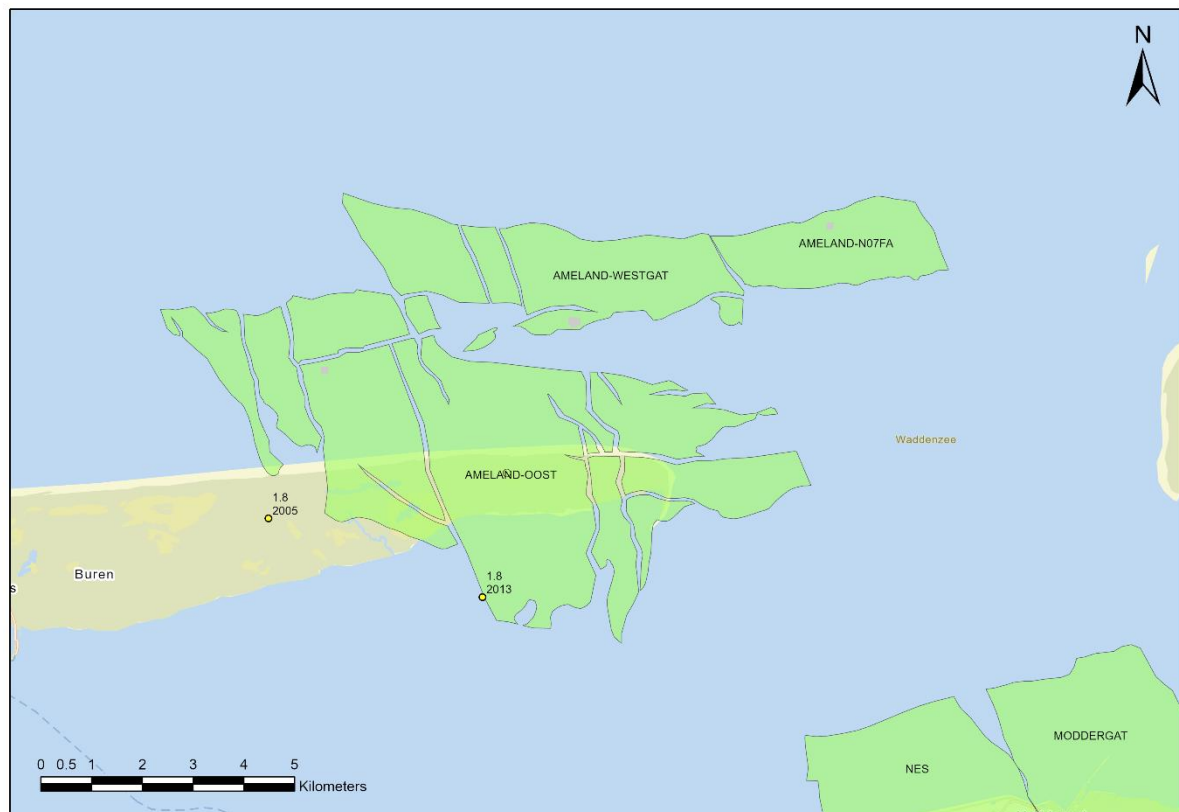 N
AMELAND-N07FA
AMELAND-WESTGAT
Waddenzee
AMELAND-OOST
1.8
2005
Buren
s
1.8
2013
MODDERGAT
NES
0 0.5 1 2 3 4 5
Kilometers